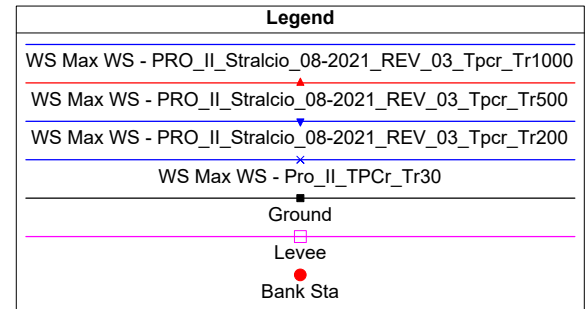 Legend
WS Max WS - PRO_II_Stralcio_08-2021_REV_03_Tpcr_Tr1000
WS Max WS - PRO_II_Stralcio_08-2021_REV_03_Tpcr_Tr500
WS Max WS - PRO_II_Stralcio_08-2021_REV_03_Tpcr_Tr200
WS Max WS - Pro_II_TPCr_Tr30
Ground
Levee
Bank Sta